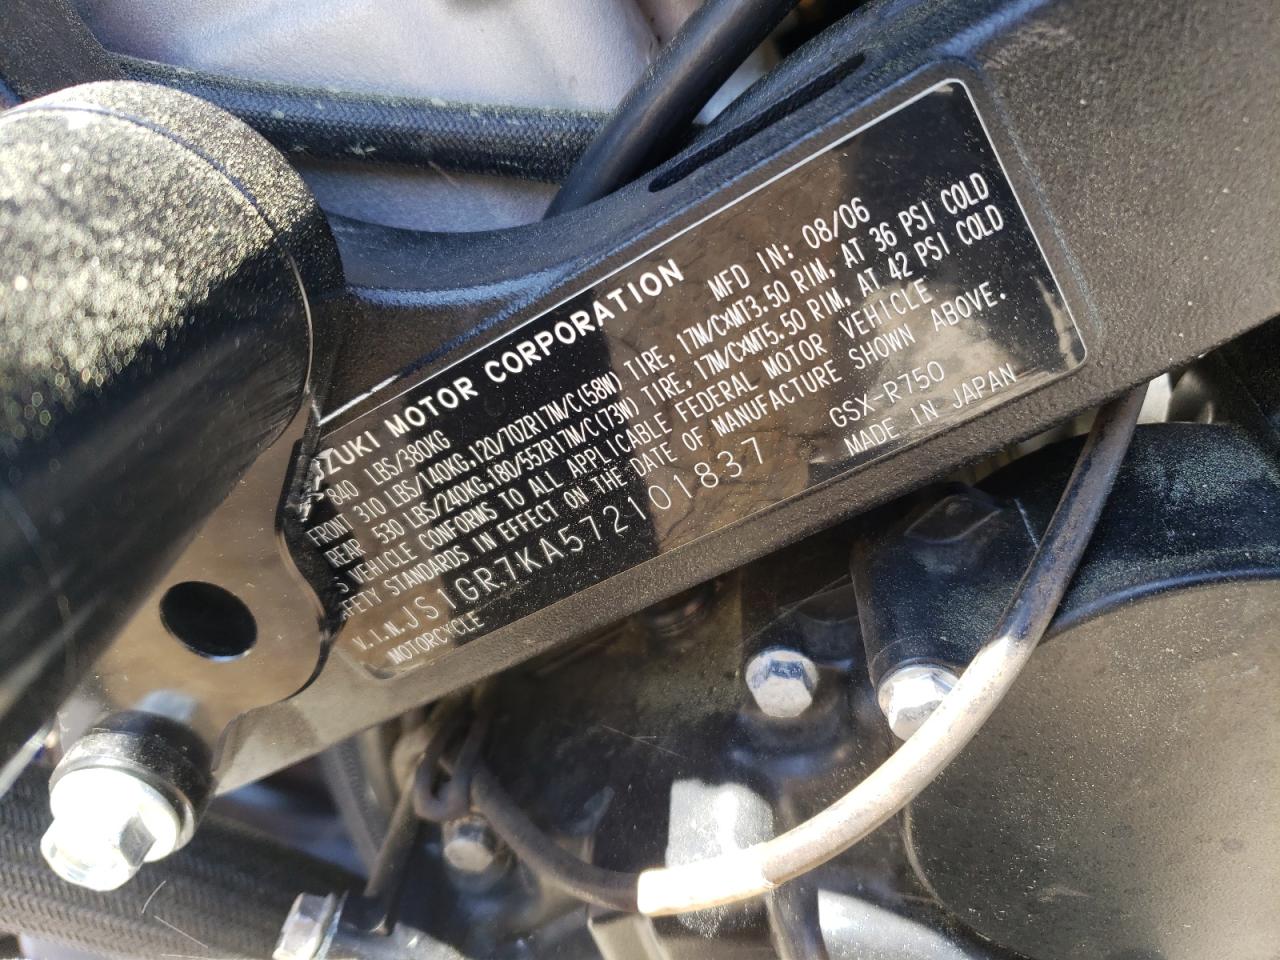 ZUKI MOTOR CORPORATION MFD IN: 08/06
840 LBS/380KG
FRONT 310 LBS/140KG,120/70ZR17M/C(58W) TIRE, 17M/CxMT3.50 RIM, AT 36 PSI COLD
REAR 530 LBS/240KG,180/55ZR17M/C(73W) TIRE, 17M/CxMT5.50 RIM, AT 42 PSI COLD
S VEHICLE CONFORMS TO ALL APPLICABLE FEDERAL MOTOR VEHICLE
AFETY STANDARDS IN EFFECT ON THE DATE OF MANUFACTURE SHOWN ABOVE.
V.I.N.JS1GR7KA572101837 GSX-R750
MOTORCYCLE MADE IN JAPAN